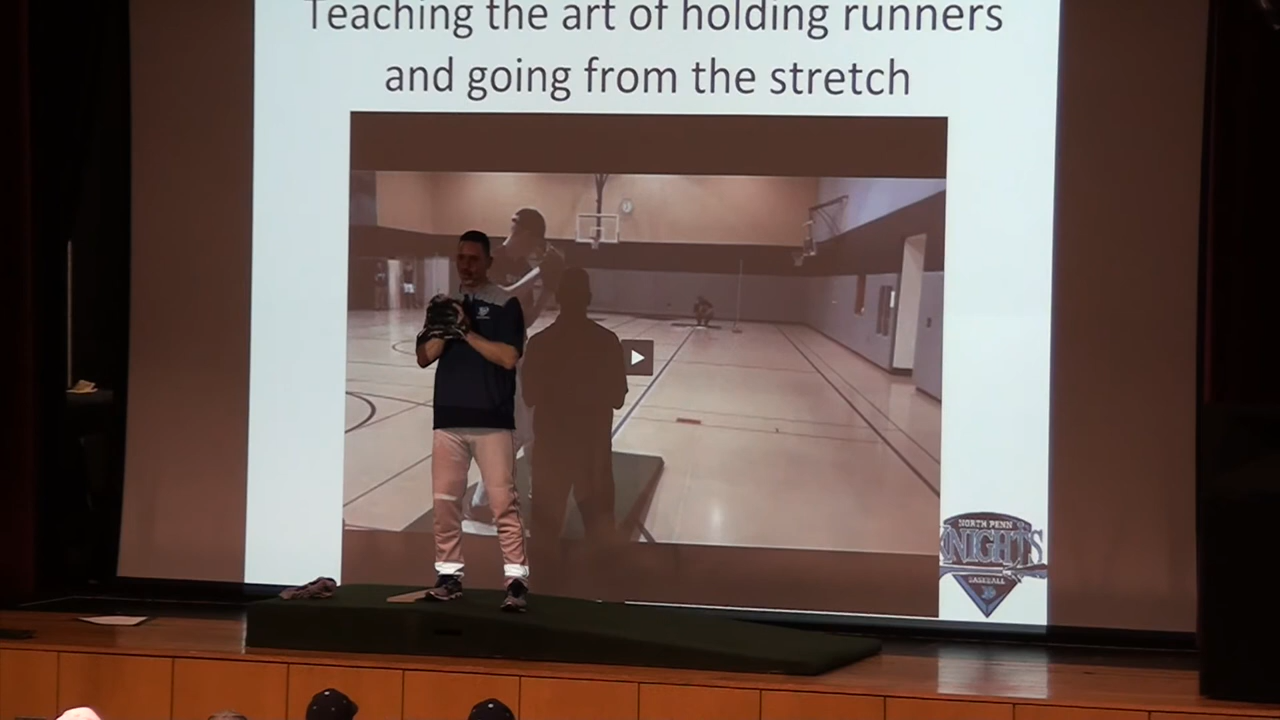 Teaching the art of holding runners
and going from the stretch
NORTH PENN
KNIGHTS
BASEBALL